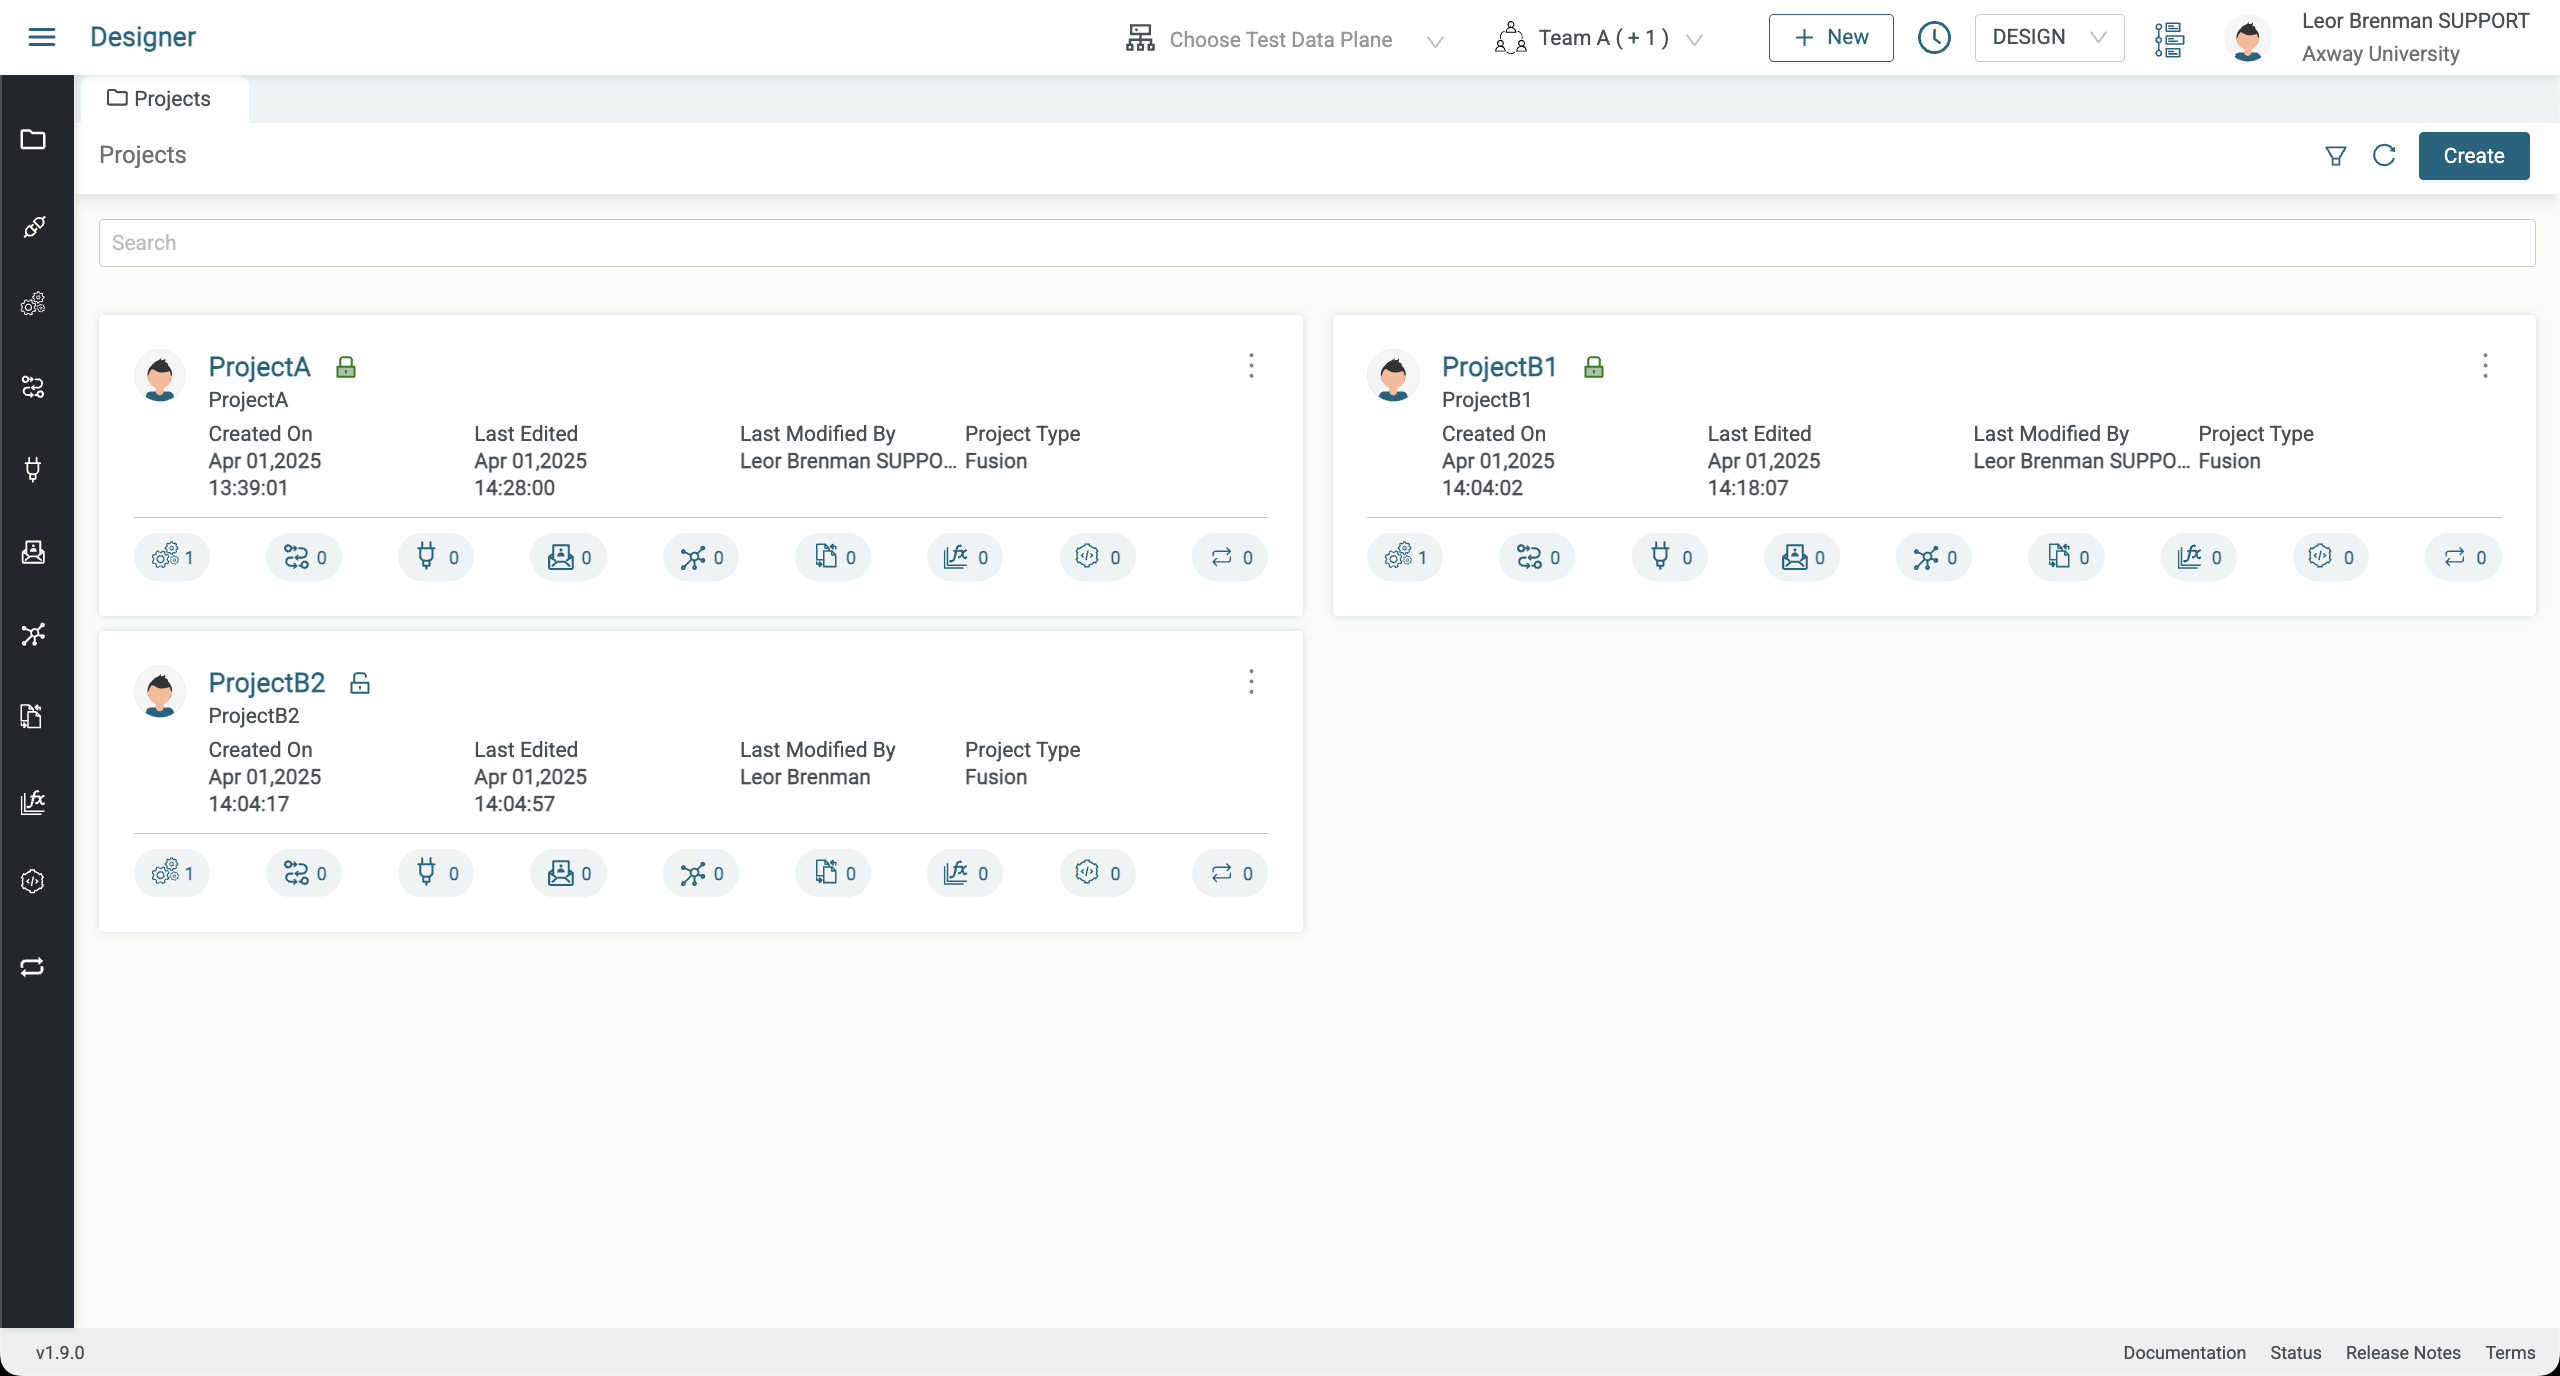 Designer
Choose Test Data Plane
Team A ( + 1 )
+ New
DESIGN
Leor Brenman SUPPORT
Axway University
Projects
Projects
Create
Search
ProjectA
ProjectA
Created On
Apr 01,2025
13:39:01
Last Edited
Apr 01,2025
14:28:00
Last Modified By
Leor Brenman SUPPO...
Project Type
Fusion
1 0 0 0 0 0 0 0 0
ProjectB1
ProjectB1
Created On
Apr 01,2025
14:04:02
Last Edited
Apr 01,2025
14:18:07
Last Modified By
Leor Brenman SUPPO...
Project Type
Fusion
1 0 0 0 0 0 0 0 0
ProjectB2
ProjectB2
Created On
Apr 01,2025
14:04:17
Last Edited
Apr 01,2025
14:04:57
Last Modified By
Leor Brenman
Project Type
Fusion
1 0 0 0 0 0 0 0 0
v1.9.0
Documentation Status Release Notes Terms